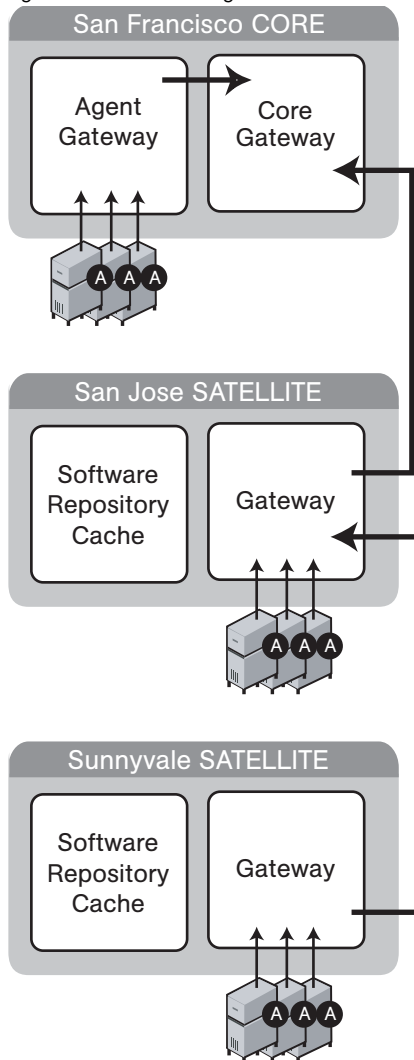 San Francisco CORE
Agent
Gateway
Core
Gateway
A A A
San Jose SATELLITE
Software
Repository
Cache
Gateway
A A A
Sunnyvale SATELLITE
Software
Repository
Cache
Gateway
A A A